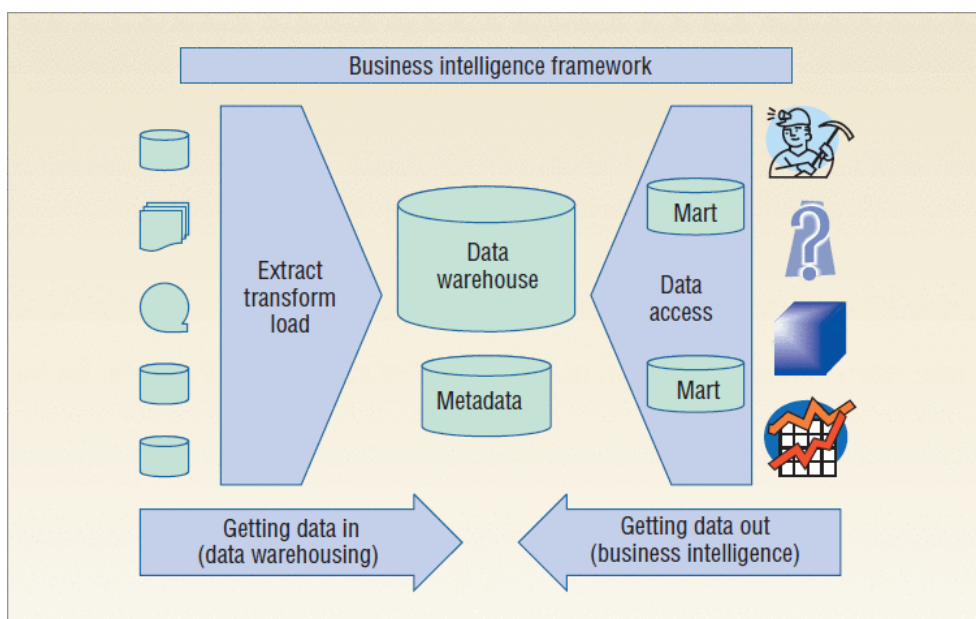 Business intelligence framework
Extract
transform
load
Data
warehouse
Metadata
Mart
Data
access
Mart
Getting data in
(data warehousing)
Getting data out
(business intelligence)